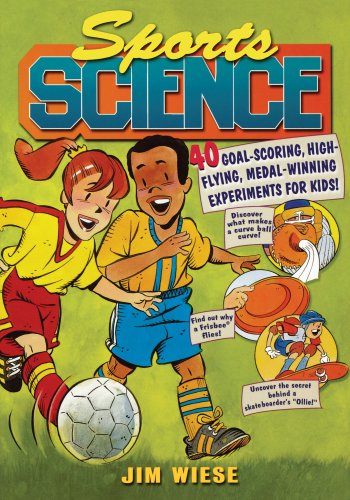 Sports
SCIENCE
40 GOAL-SCORING, HIGH-
FLYING, MEDAL-WINNING
EXPERIMENTS FOR KIDS!
Discover
what makes
a curve ball
curve!
Find out why
a Frisbee®
flies!
Uncover the secret
behind a
skateboarder's "Ollie!"
JIM WIESE